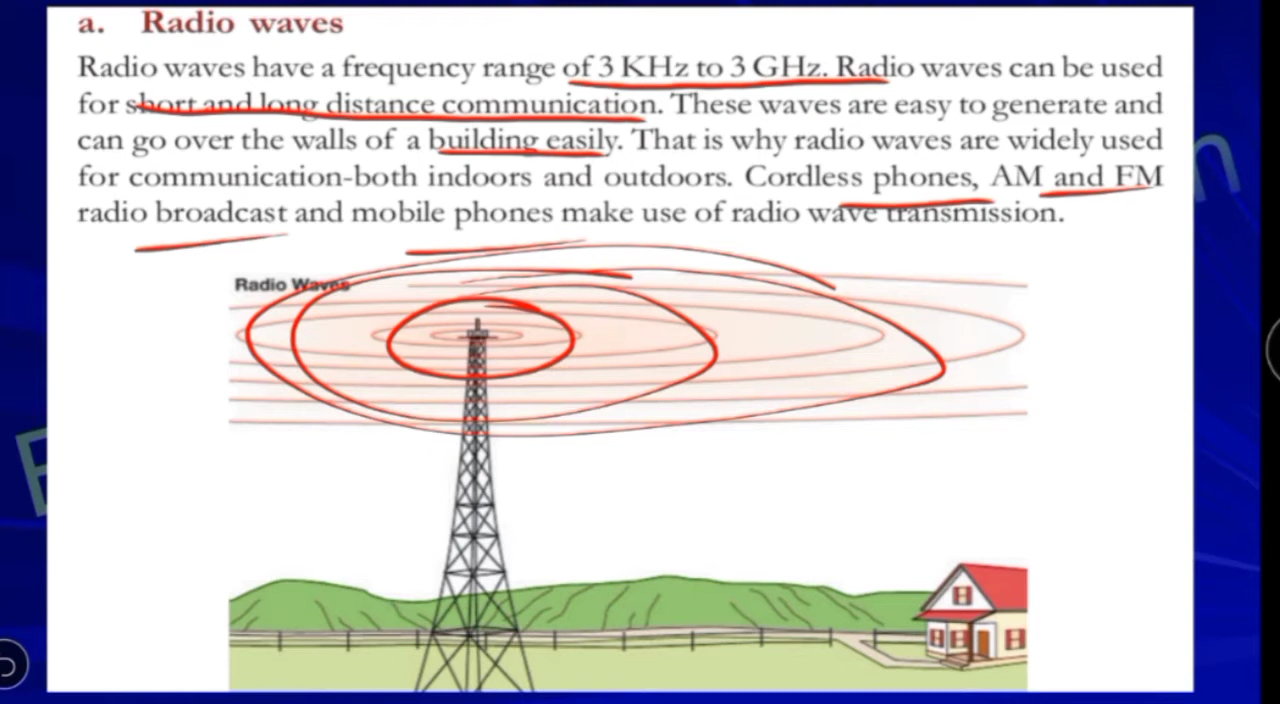 a. Radio waves
Radio waves have a frequency range of 3 KHz to 3 GHz. Radio waves can be used
for short and long distance communication. These waves are easy to generate and
can go over the walls of a building easily. That is why radio waves are widely used
for communication-both indoors and outdoors. Cordless phones, AM and FM
radio broadcast and mobile phones make use of radio wave transmission.
Radio Waves